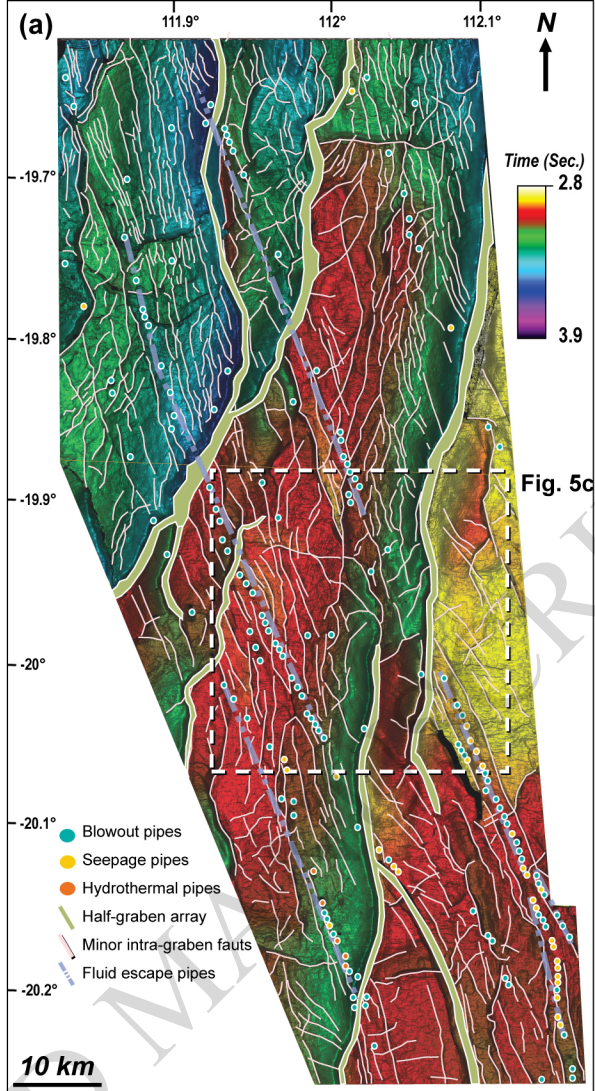 (a)
111.9°
112°
112.1°
N
-19.7°
-19.8°
-19.9°
-20°
-20.1°
-20.2°
Time (Sec.)
2.8
3.9
Fig. 5c
Blowout pipes
Seepage pipes
Hydrothermal pipes
Half-graben array
Minor intra-graben fauts
Fluid escape pipes
10 km